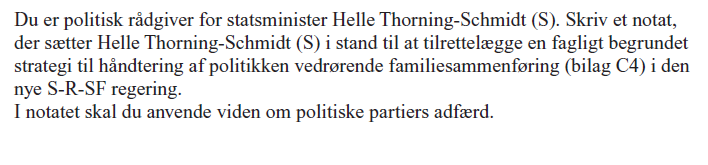 Du er politisk rådgiver for statsminister Helle Thorning-Schmidt (S). Skriv et notat,
der sætter Helle Thorning-Schmidt (S) i stand til at tilrettelægge en fagligt begrundet
strategi til håndtering af politikken vedrørende familiesammenføring (bilag C4) i den
nye S-R-SF regering.
I notatet skal du anvende viden om politiske partiers adfærd.